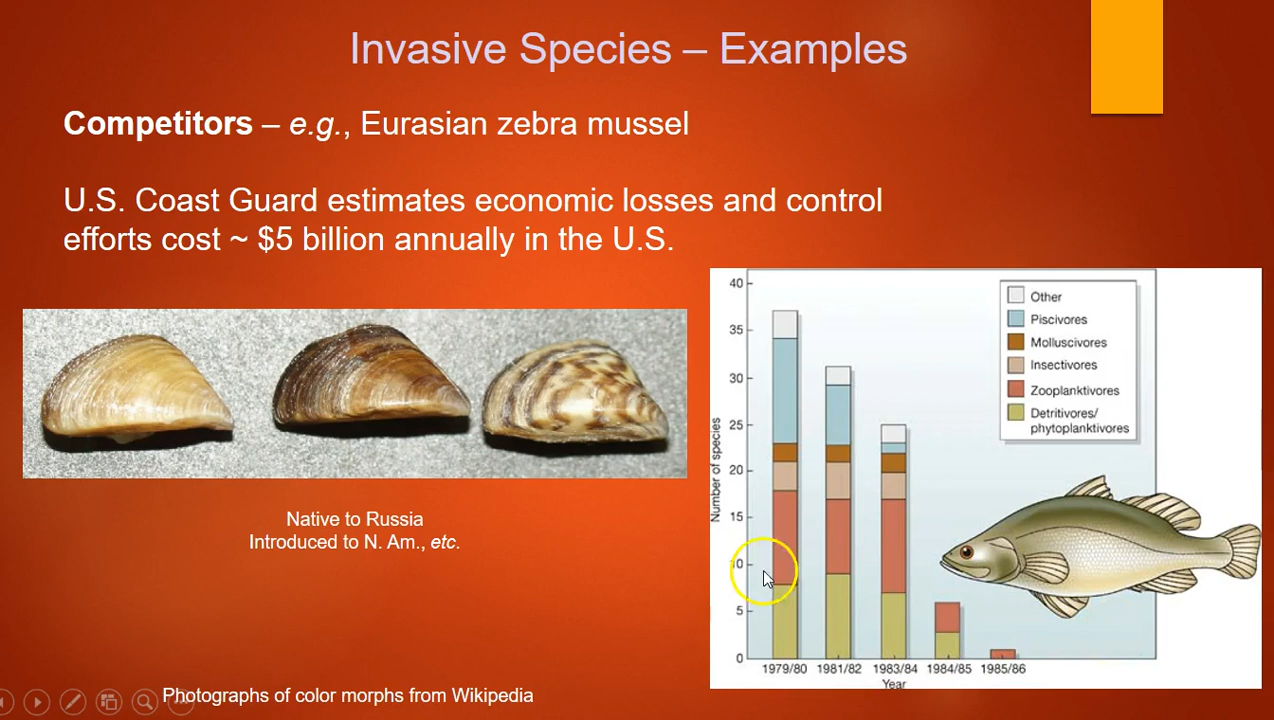 Invasive Species – Examples
Competitors – e.g., Eurasian zebra mussel
U.S. Coast Guard estimates economic losses and control
efforts cost ~ $5 billion annually in the U.S.
Native to Russia
Introduced to N. Am., etc.
Photographs of color morphs from Wikipedia
Number of species
40
35
30
25
20
15
10
5
0
Other
Piscivores
Molluscivores
Insectivores
Zooplanktivores
Detritivores/
phytoplanktivores
1979/80 1981/82 1983/84 1984/85 1985/86
Year